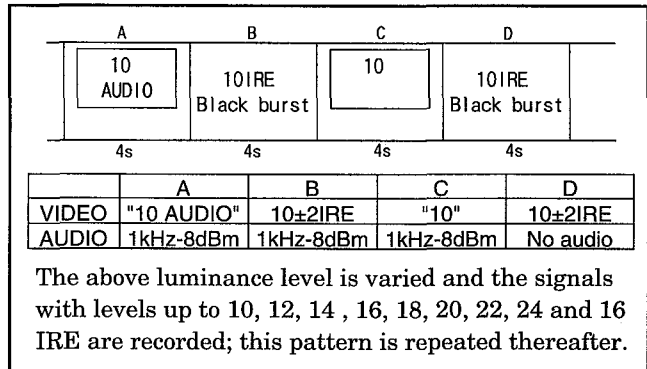 A B C D
10 10IRE 10 10IRE
AUDIO Black burst Black burst
4s 4s 4s 4s
A B C D
VIDEO "10 AUDIO" 10±2IRE "10" 10±2IRE
AUDIO 1kHz-8dBm 1kHz-8dBm 1kHz-8dBm No audio
The above luminance level is varied and the signals
with levels up to 10, 12, 14 , 16, 18, 20, 22, 24 and 16
IRE are recorded; this pattern is repeated thereafter.